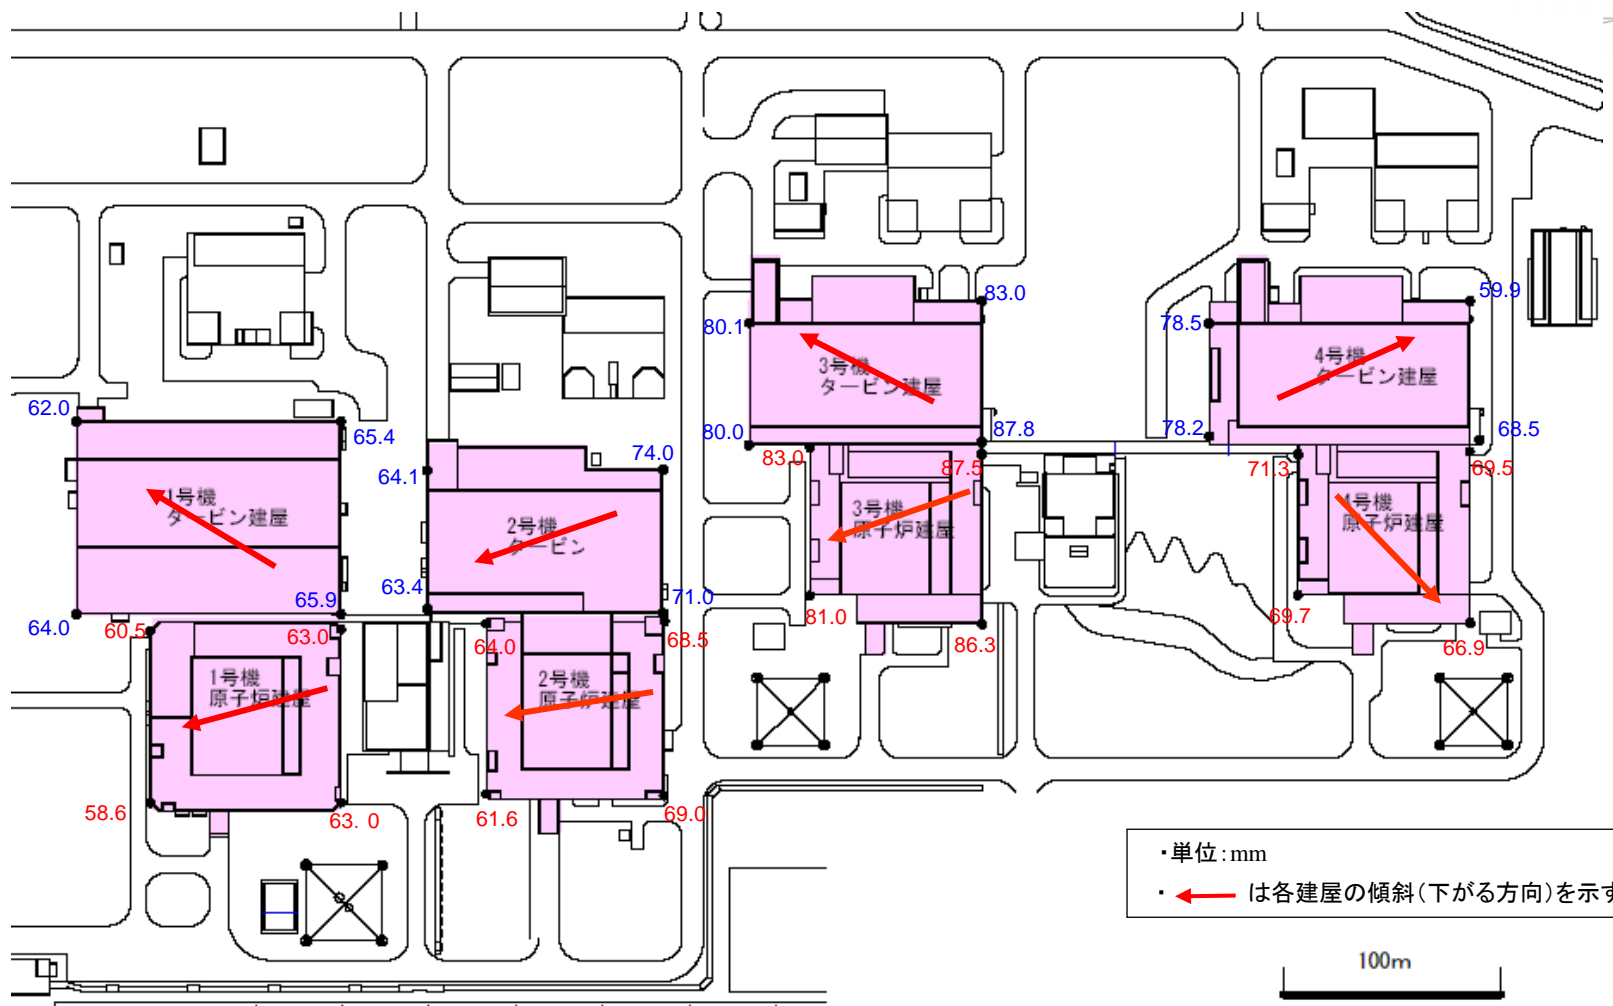 83.0
59.9
80.1
78.5
3号機
タービン建屋
4号機
タービン建屋
62.0
65.4
80.0
87.8
78.2
68.5
74.0
64.1
83.0
87.5
71.3
69.5
1号機
タービン建屋
2号機
タービン
3号機
原子炉建屋
4号機
原子炉建屋
65.9
63.4
71.0
64.0
60.5
63.0
64.0
68.5
81.0
86.3
69.7
66.9
1号機
原子炉建屋
2号機
原子炉建屋
58.6
63. 0
61.6
69.0
・単位:mm
・ は各建屋の傾斜(下がる方向)を示す
100m